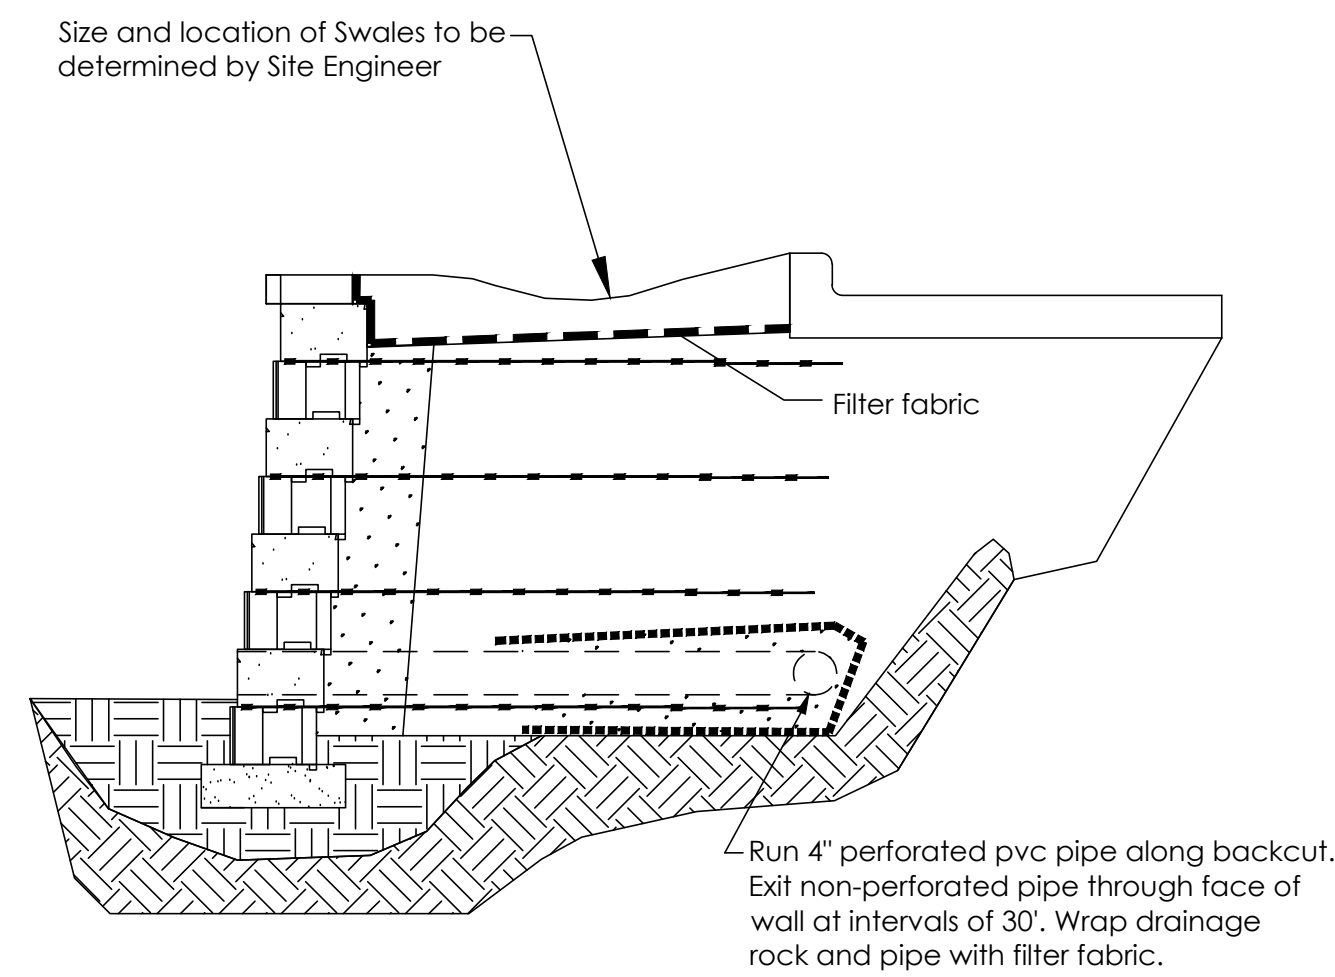 Size and location of Swales to be
determined by Site Engineer
Filter fabric
Run 4" perforated pvc pipe along backcut.
Exit non-perforated pipe through face of
wall at intervals of 30'. Wrap drainage
rock and pipe with filter fabric.